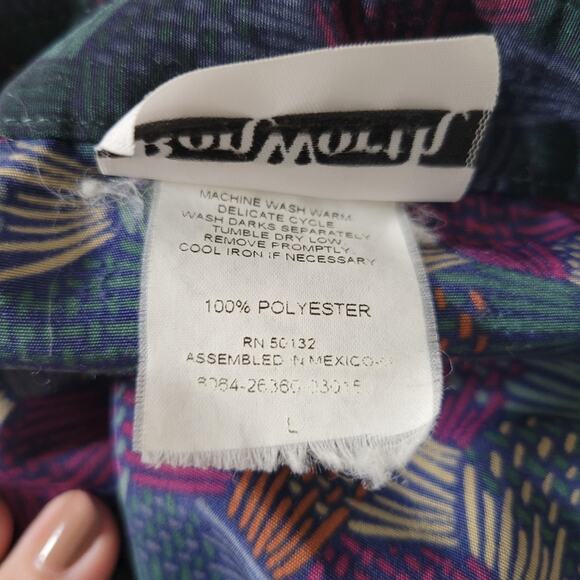 MACHINE WASH WARM
DELICATE CYCLE
WASH DARKS SEPARATELY
TUMBLE DRY LOW
REMOVE PROMPTLY
COOL IRON IF NECESSARY
100% POLYESTER
RN 50132
ASSEMBLED IN MEXICO
L